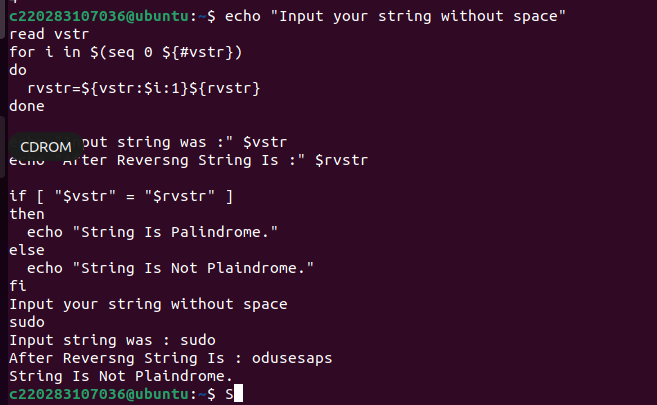 c220283107036@ubuntu:~$ echo "Input your string without space"
read vstr
for i in $(seq 0 ${#vstr})
do
  rvstr=${vstr:$i:1}${rvstr}
done
CDROM
put string was :" $vstr
echo "After Reversng String Is :" $rvstr
if [ "$vstr" = "$rvstr" ]
then
  echo "String Is Palindrome."
else
  echo "String Is Not Plaindrome."
fi
Input your string without space
sudo
Input string was : sudo
After Reversng String Is : odusesaps
String Is Not Plaindrome.
c220283107036@ubuntu:~$ S